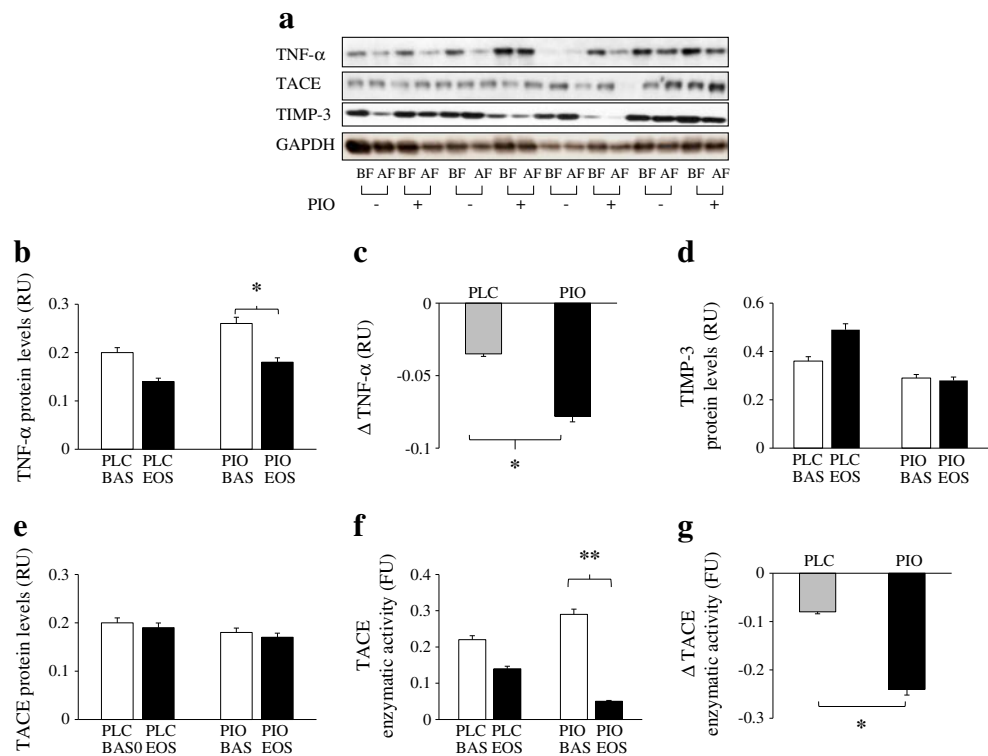 a
TNF-α
TACE
TIMP-3
GAPDH
BF AF BF AF BF AF BF AF BF AF BF AF BF AF BF AF
PIO - + - + - + - +
b
TNF-α protein levels (RU)
0.3
0.2
0.1
0
*
PLC PLC PIO PIO
BAS EOS BAS EOS
c
Δ TNF-α (RU)
PLC PIO
0
-0.05
-0.1
*
d
TIMP-3
protein levels (RU)
0.6
0.4
0.2
0
PLC PLC PIO PIO
BAS EOS BAS EOS
e
TACE protein levels (RU)
0.3
0.2
0.1
0
PLC PLC PIO PIO
BAS0 EOS BAS EOS
f
TACE
enzymatic activity (FU)
0.4
0.3
0.2
0.1
0
**
PLC PLC PIO PIO
BAS EOS BAS EOS
g
Δ TACE
enzymatic activity (FU)
PLC PIO
0
-0.1
-0.2
-0.3
*